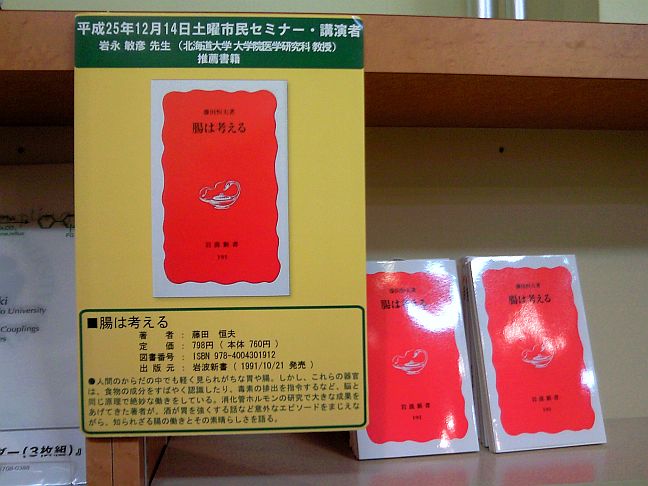 平成25年12月14日土曜市民セミナー・講演者
岩永 敏彦 先生（北海道大学 大学院医学研究科 教授）
推薦書籍
藤田恒夫著
腸は考える
岩波新書
191
■腸は考える
著 者 ： 藤田 恒夫
定 価 ： 798円（ 本体 760円）
図書番号 ： ISBN 978-4004301912
出 版 元 ： 岩波新書（ 1991/10/21 発売 ）
●人間のからだの中でも軽く見られがちな胃や腸。しかし、これらの器官
は、食物の成分をすばやく認識したり、毒素の排出を指令するなど、脳と
同じ原理で絶妙な働きをしている。消化管ホルモンの研究で大きな成果を
あげてきた著者が、酒が胃を強くする話など意外なエピソードをまじえな
がら、知られざる腸の働きとその素晴らしさを語る。
藤田恒夫著
腸は考える
岩波新書
191
藤田恒夫著
腸は考える
岩波新書
191
University
Couplings
ダー(3枚組)